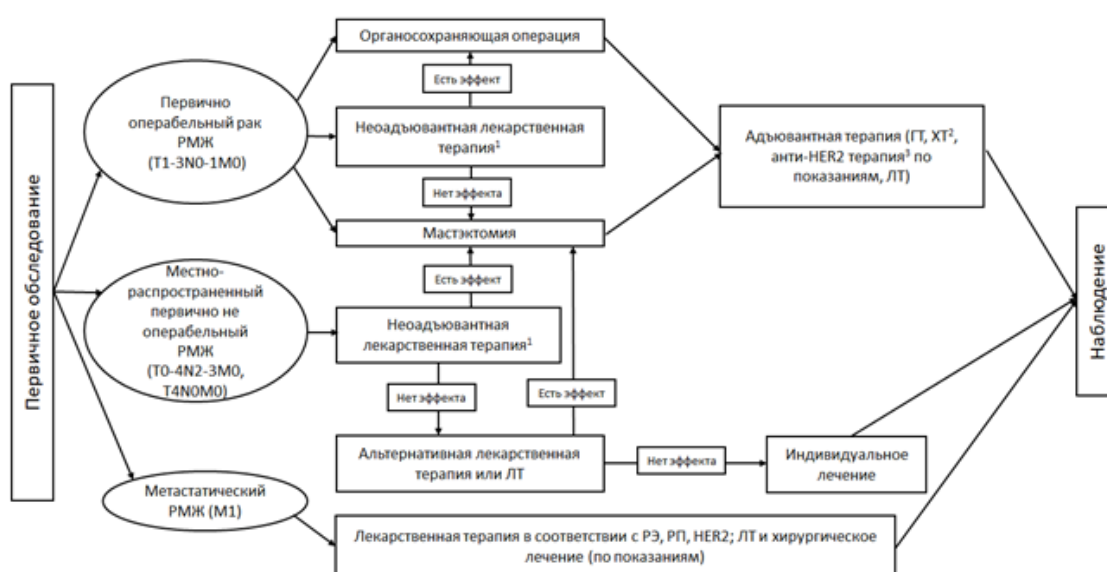 Первичное обследование
Первично
операбельный рак
РМЖ
(T1-3N0-1M0)
Местно-
распространенный
первично не
операбельный
РМЖ
(T0-4N2-3M0,
T4N0M0)
Метастатический
РМЖ (M1)
Органосохраняющая операция
Есть эффект
Неоадъювантная лекарственная
терапия¹
Нет эффекта
Мастэктомия
Есть эффект
Неоадъювантная
лекарственная терапия¹
Нет эффекта
Есть эффект
Альтернативная лекарственная
терапия или ЛТ
Нет эффекта
Индивидуальное
лечение
Лекарственная терапия в соответствии с РЭ, РП, HER2; ЛТ и хирургическое
лечение (по показаниям)
Адъювантная терапия (ГТ, ХТ²,
анти-HER2 терапия³ по
показаниям, ЛТ)
Наблюдение